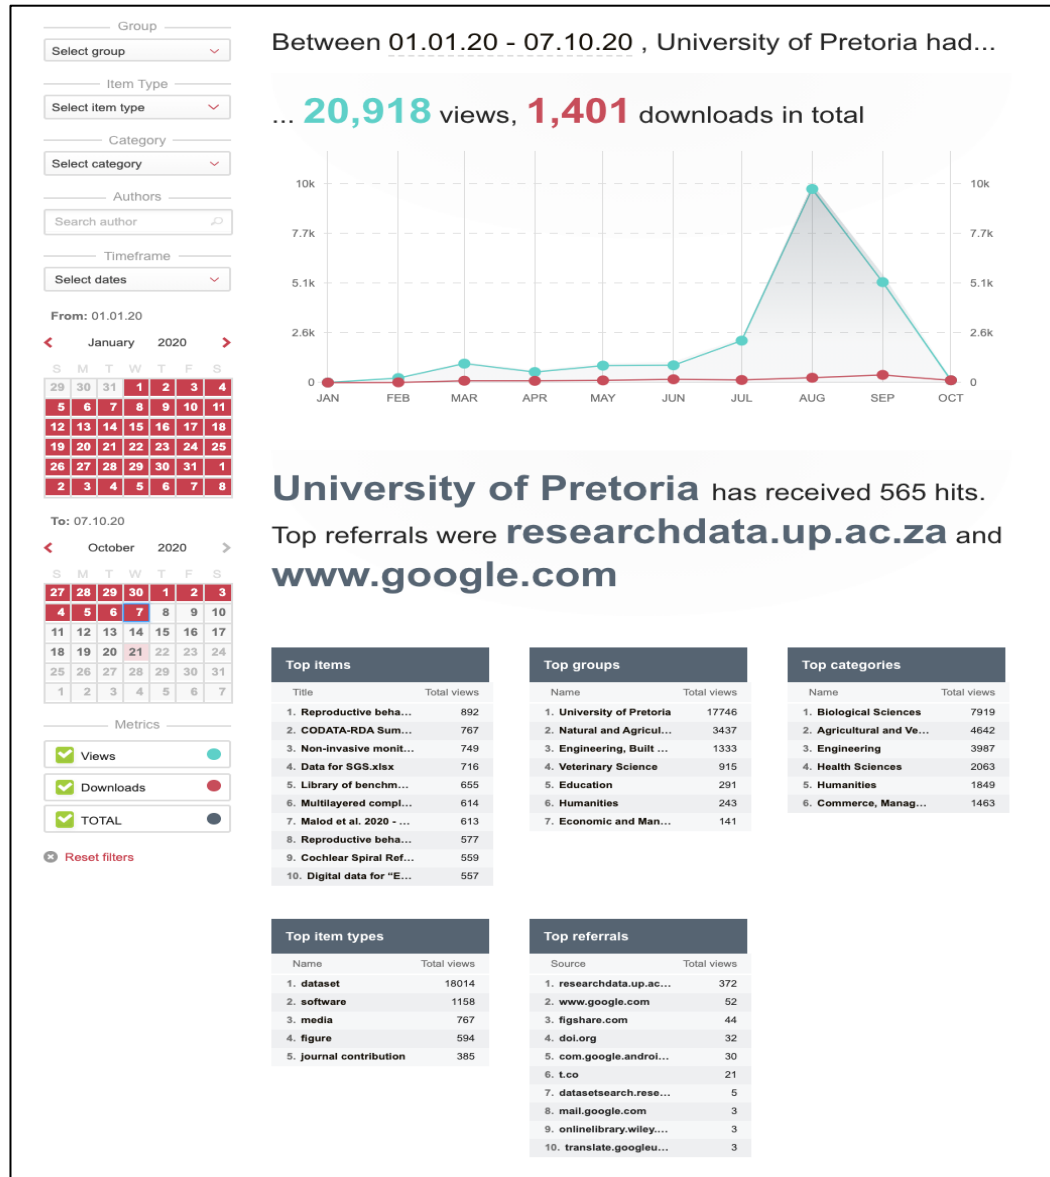 Group
Select group
Item Type
Select item type
Category
Select category
Authors
Search author
Timeframe
Select dates
From: 01.01.20
January 2020
S M T W T F S
29 30 31 1 2 3 4
5 6 7 8 9 10 11
12 13 14 15 16 17 18
19 20 21 22 23 24 25
26 27 28 29 30 31 1
2 3 4 5 6 7 8
To: 07.10.20
October 2020
S M T W T F S
27 28 29 30 1 2 3
4 5 6 7 8 9 10
11 12 13 14 15 16 17
18 19 20 21 22 23 24
25 26 27 28 29 30 31
1 2 3 4 5 6 7
Metrics
Views
Downloads
TOTAL
Reset filters
Between 01.01.20 - 07.10.20 , University of Pretoria had...
... 20,918 views, 1,401 downloads in total
10k 10k
7.7k 7.7k
5.1k 5.1k
2.6k 2.6k
0 0
JAN FEB MAR APR MAY JUN JUL AUG SEP OCT
University of Pretoria has received 565 hits.
Top referrals were researchdata.up.ac.za and
www.google.com
Top items
Title Total views
1. Reproductive beha... 892
2. CODATA-RDA Sum... 767
3. Non-invasive monit... 749
4. Data for SGS.xlsx 716
5. Library of benchm... 655
6. Multilayered compl... 614
7. Malod et al. 2020 - ... 613
8. Reproductive beha... 577
9. Cochlear Spiral Ref... 559
10. Digital data for “E... 557
Top groups
Name Total views
1. University of Pretoria 17746
2. Natural and Agricul... 3437
3. Engineering, Built ... 1333
4. Veterinary Science 915
5. Education 291
6. Humanities 243
7. Economic and Man... 141
Top categories
Name Total views
1. Biological Sciences 7919
2. Agricultural and Ve... 4642
3. Engineering 3987
4. Health Sciences 2063
5. Humanities 1849
6. Commerce, Manag... 1463
Top item types
Name Total views
1. dataset 18014
2. software 1158
3. media 767
4. figure 594
5. journal contribution 385
Top referrals
Source Total views
1. researchdata.up.ac... 372
2. www.google.com 52
3. figshare.com 44
4. doi.org 32
5. com.google.androi... 30
6. t.co 21
7. datasetsearch.rese... 5
8. mail.google.com 3
9. onlinelibrary.wiley.... 3
10. translate.googleu... 3